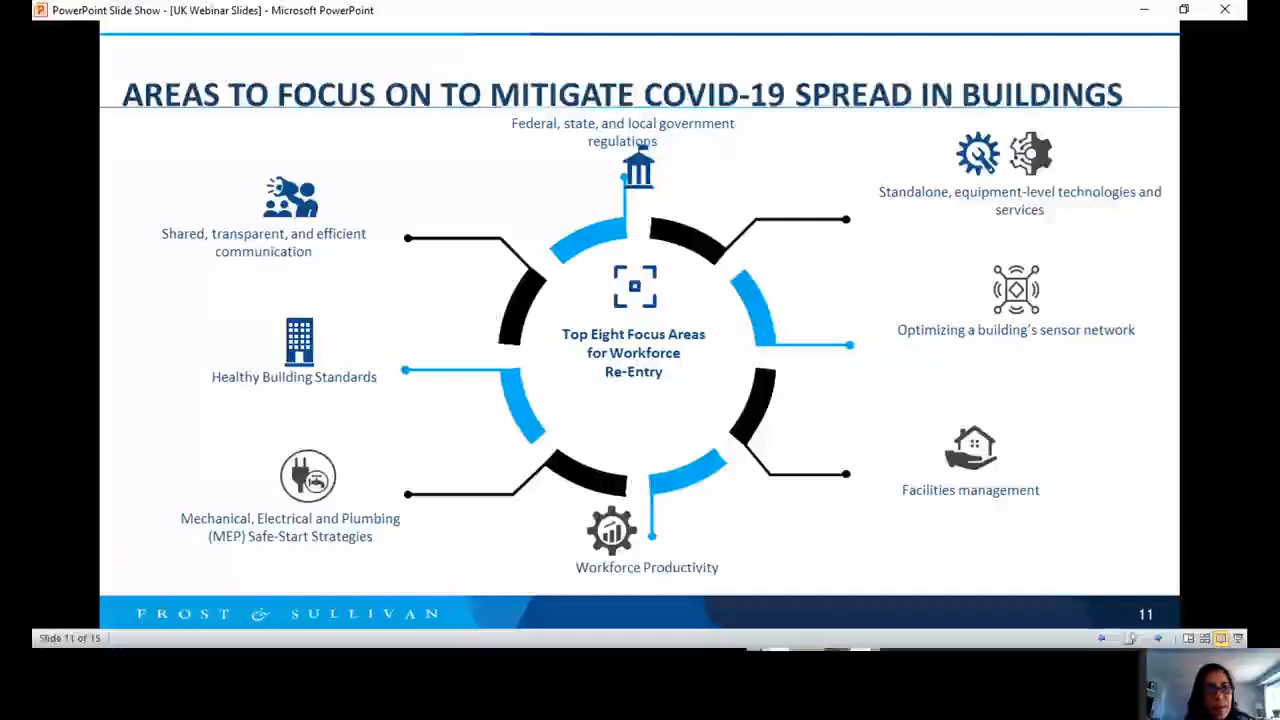 PowerPoint Slide Show - [UK Webinar Slides] - Microsoft PowerPoint
AREAS TO FOCUS ON TO MITIGATE COVID-19 SPREAD IN BUILDINGS
Federal, state, and local government
regulations
Standalone, equipment-level technologies and
services
Shared, transparent, and efficient
communication
Optimizing a building's sensor network
Top Eight Focus Areas
for Workforce
Re-Entry
Healthy Building Standards
Facilities management
Mechanical, Electrical and Plumbing
(MEP) Safe-Start Strategies
Workforce Productivity
FROST & SULLIVAN
11
Slide 11 of 15